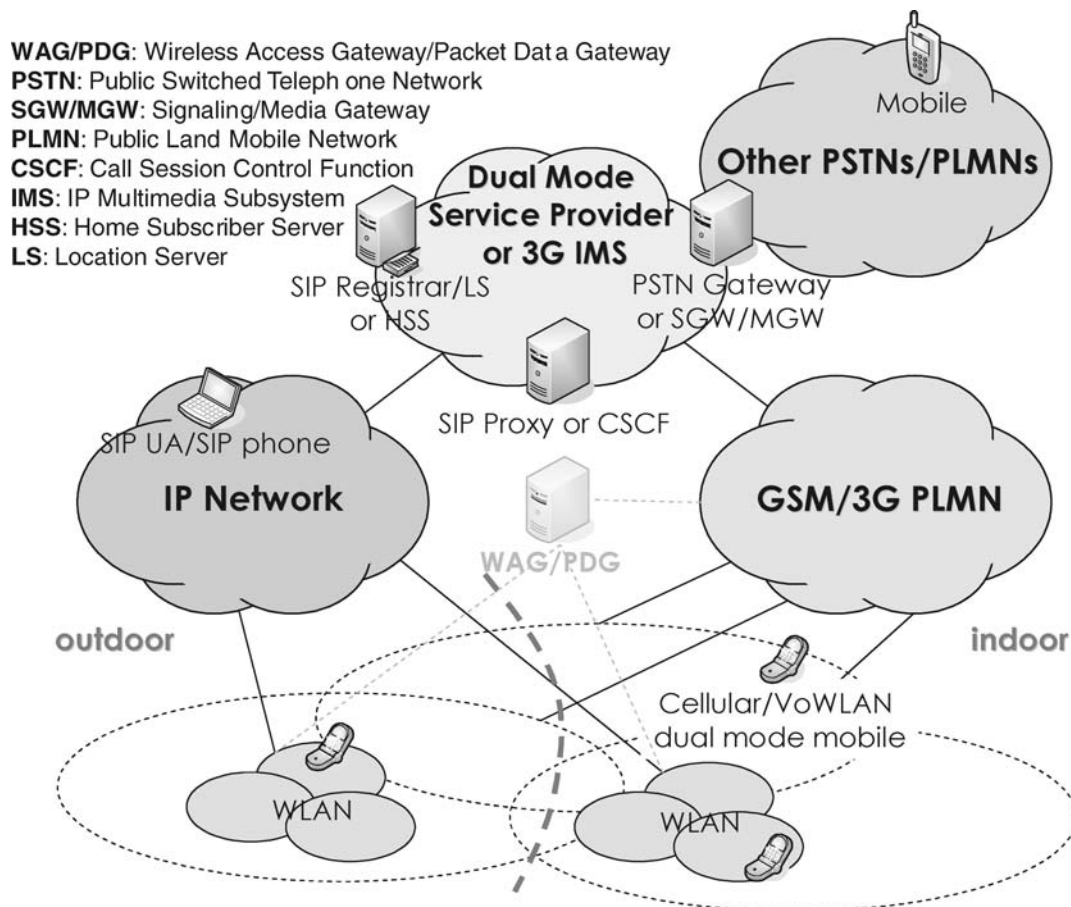 WAG/PDG: Wireless Access Gateway/Packet Data Gateway
PSTN: Public Switched Teleph one Network
SGW/MGW: Signaling/Media Gateway
PLMN: Public Land Mobile Network
CSCF: Call Session Control Function
IMS: IP Multimedia Subsystem
HSS: Home Subscriber Server
LS: Location Server
Mobile
Other PSTNs/PLMNs
Dual Mode
Service Provider
or 3G IMS
SIP Registrar/LS
or HSS
PSTN Gateway
or SGW/MGW
SIP Proxy or CSCF
SIP UA/SIP phone
IP Network
GSM/3G PLMN
WAG/PDG
outdoor
indoor
Cellular/VoWLAN
dual mode mobile
WLAN
WLAN